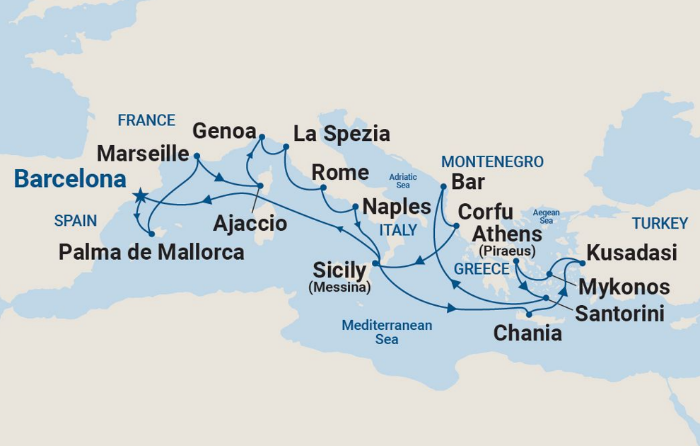 FRANCE
Genoa
La Spezia
Marseille
Rome
MONTENEGRO
Barcelona
Adriatic
Sea
Bar
Naples
Corfu
SPAIN
Ajaccio
ITALY
Aegean
Sea
TURKEY
Athens
(Piraeus)
Palma de Mallorca
Kusadasi
Sicily
(Messina)
GREECE
Mykonos
Santorini
Mediterranean
Sea
Chania